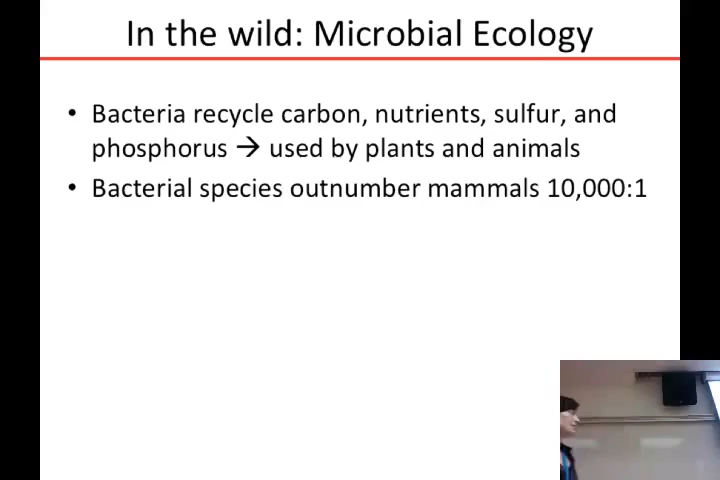 In the wild: Microbial Ecology
• Bacteria recycle carbon, nutrients, sulfur, and
phosphorus → used by plants and animals
• Bacterial species outnumber mammals 10,000:1